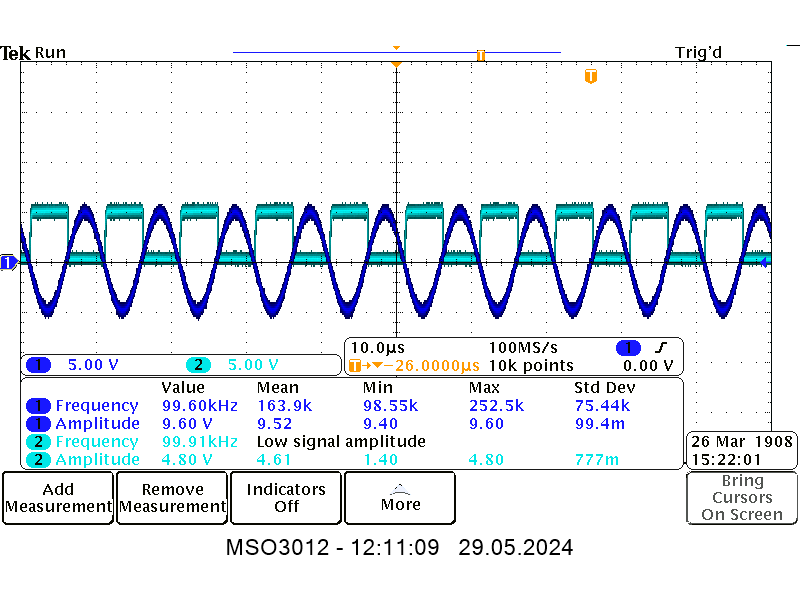 Tek Run Trig'd
T
T
1
10.0µs 100MS/s 1
1 5.00 V 2 5.00 V T→▼−26.0000µs 10k points 0.00 V
Value Mean Min Max Std Dev
1 Frequency 99.60kHz 163.9k 98.55k 252.5k 75.44k
1 Amplitude 9.60 V 9.52 9.40 9.60 99.4m
2 Frequency 99.91kHz Low signal amplitude
2 Amplitude 4.80 V 4.61 1.40 4.80 777m
26 Mar 1908
15:22:01
Add Measurement
Remove Measurement
Indicators Off
More
Bring Cursors On Screen
MSO3012 - 12:11:09 29.05.2024